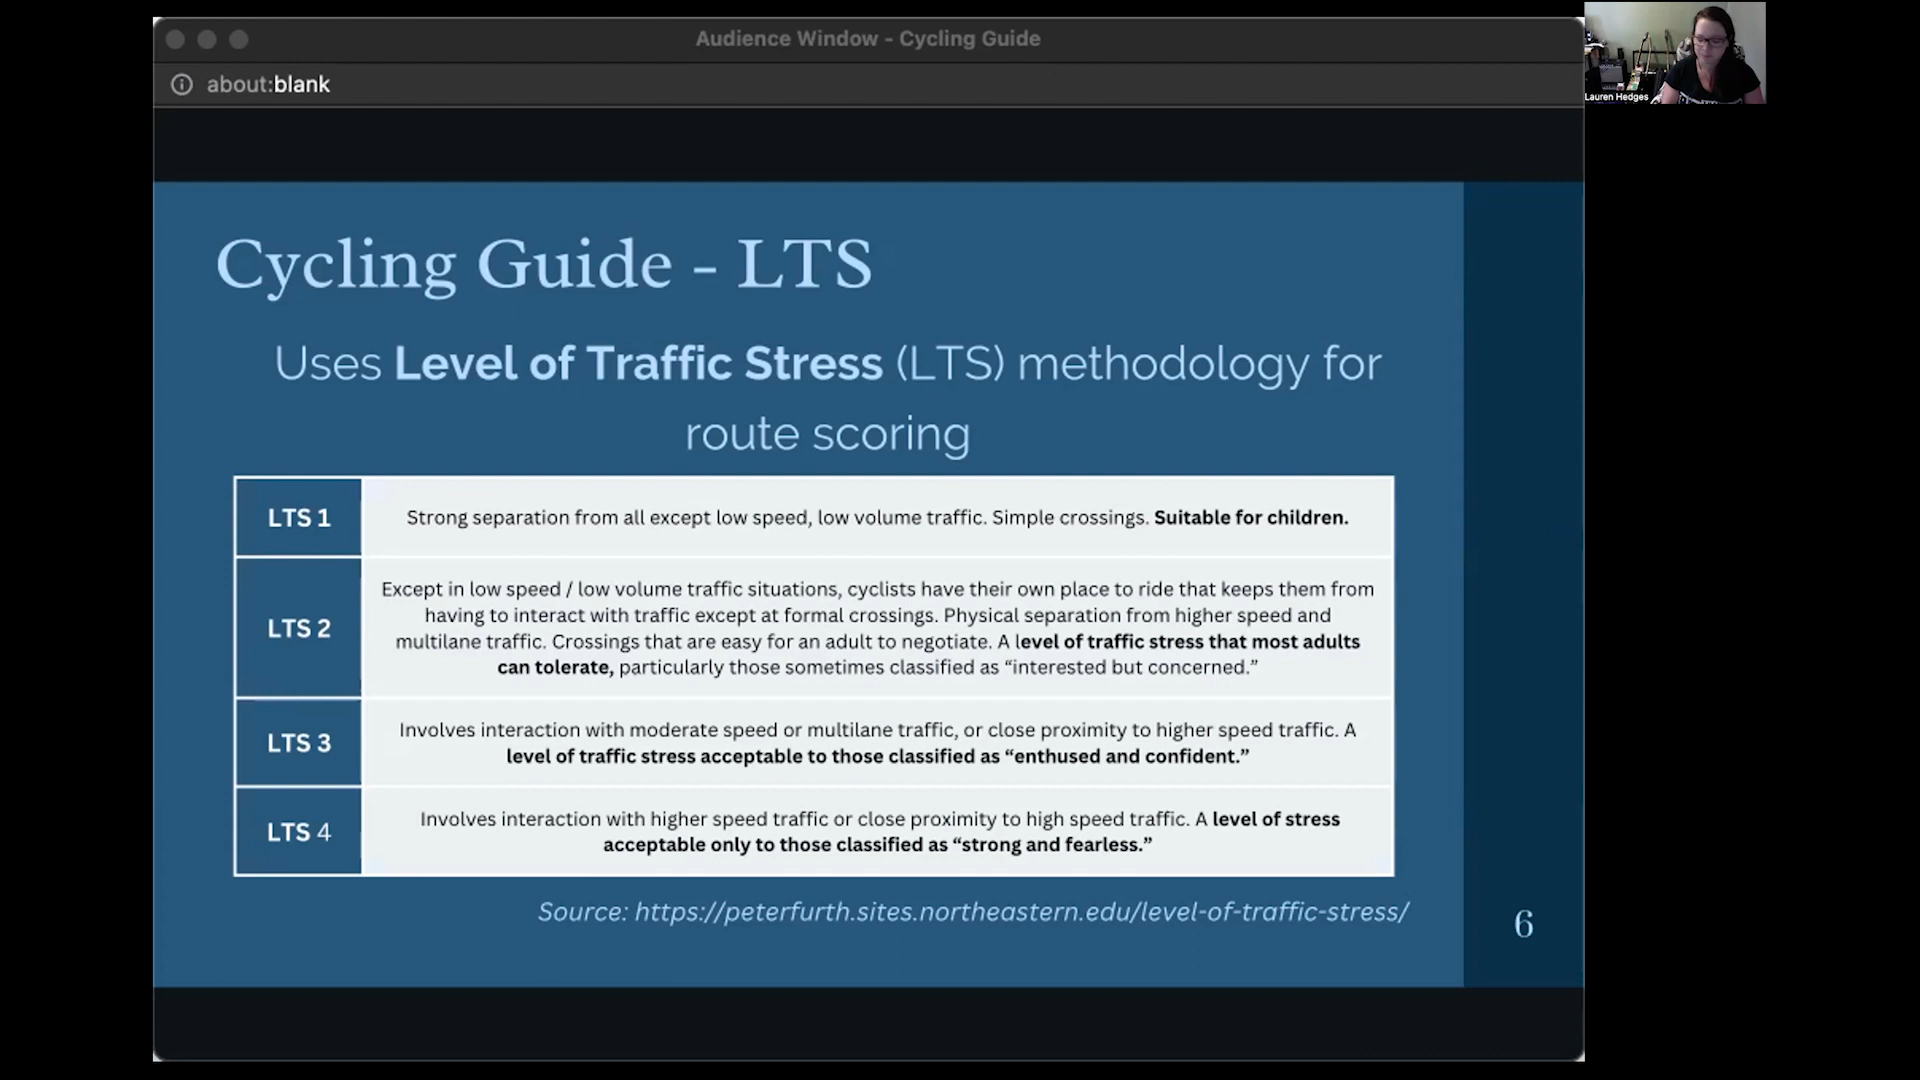 Audience Window - Cycling Guide
about:blank
Lauren Hedges
Cycling Guide - LTS
Uses Level of Traffic Stress (LTS) methodology for
route scoring
LTS 1
Strong separation from all except low speed, low volume traffic. Simple crossings. Suitable for children.
LTS 2
Except in low speed / low volume traffic situations, cyclists have their own place to ride that keeps them from
having to interact with traffic except at formal crossings. Physical separation from higher speed and
multilane traffic. Crossings that are easy for an adult to negotiate. A level of traffic stress that most adults
can tolerate, particularly those sometimes classified as “interested but concerned.”
LTS 3
Involves interaction with moderate speed or multilane traffic, or close proximity to higher speed traffic. A
level of traffic stress acceptable to those classified as “enthused and confident.”
LTS 4
Involves interaction with higher speed traffic or close proximity to high speed traffic. A level of stress
acceptable only to those classified as “strong and fearless.”
Source: https://peterfurth.sites.northeastern.edu/level-of-traffic-stress/
6